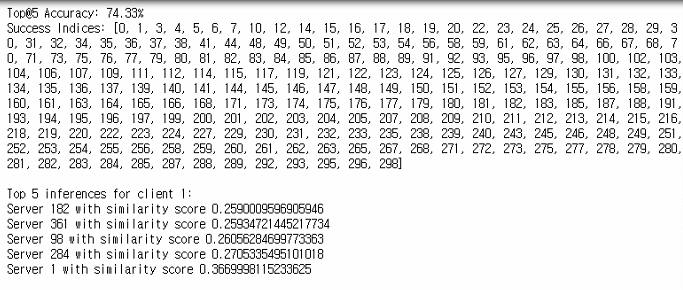 Top@5 Accuracy: 74.33%
Success Indices: [0, 1, 3, 4, 5, 6, 7, 10, 12, 14, 15, 16, 17, 18, 19, 20, 22, 23, 24, 25, 26, 27, 28, 29, 3
0, 31, 32, 34, 35, 36, 37, 38, 41, 44, 48, 49, 50, 51, 52, 53, 54, 56, 58, 59, 61, 62, 63, 64, 66, 67, 68, 7
0, 71, 73, 75, 76, 77, 79, 80, 81, 82, 83, 84, 85, 86, 87, 88, 89, 91, 92, 93, 95, 96, 97, 98, 100, 102, 103,
104, 106, 107, 109, 111, 112, 114, 115, 117, 119, 121, 122, 123, 124, 125, 126, 127, 129, 130, 131, 132, 133,
134, 135, 136, 137, 139, 140, 141, 144, 145, 146, 147, 148, 149, 150, 151, 152, 153, 154, 155, 156, 158, 159,
160, 161, 163, 164, 165, 166, 168, 171, 173, 174, 175, 176, 177, 179, 180, 181, 182, 183, 185, 187, 188, 191,
193, 194, 195, 196, 197, 199, 200, 201, 202, 203, 204, 205, 207, 208, 209, 210, 211, 212, 213, 214, 215, 216,
218, 219, 220, 222, 223, 224, 227, 229, 230, 231, 232, 233, 235, 238, 239, 240, 243, 245, 246, 248, 249, 251,
252, 253, 254, 255, 256, 258, 259, 260, 261, 262, 263, 265, 267, 268, 271, 272, 273, 275, 277, 278, 279, 280,
281, 282, 283, 284, 285, 287, 288, 289, 292, 293, 295, 296, 298]
Top 5 inferences for client 1:
Server 182 with similarity score 0.2590009596905946
Server 361 with similarity score 0.25934721445217734
Server 98 with similarity score 0.26056284699773363
Server 284 with similarity score 0.2705335495101018
Server 1 with similarity score 0.3669998115233625